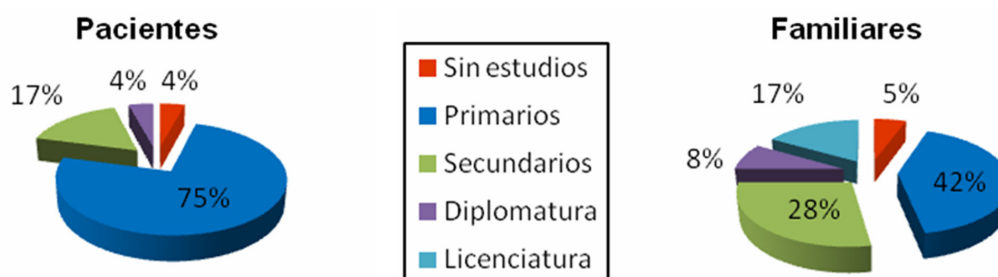 Pacientes
4%
4%
17%
75%
Sin estudios
Primarios
Secundarios
Diplomatura
Licenciatura
Familiares
17%
5%
8%
42%
28%